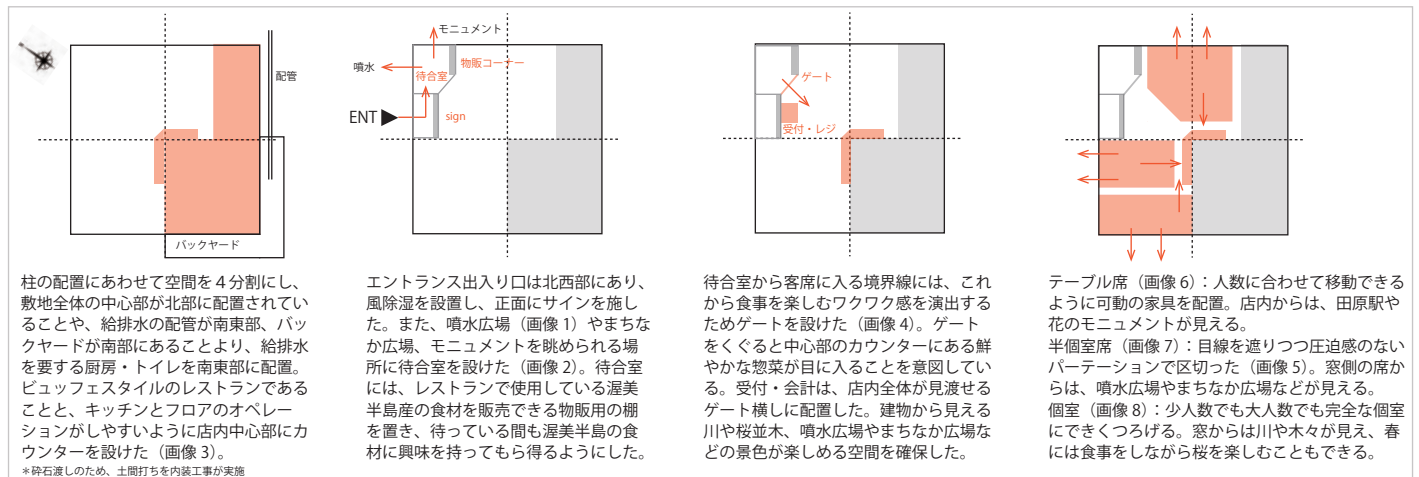 配管
バックヤード
柱の配置にあわせて空間を４分割にし、
敷地全体の中心部が北部に配置されてい
ることや、給排水の配管が南東部、バッ
クヤードが南部にあることより、給排水
を要する厨房・トイレを南東部に配置。
ビュッフェスタイルのレストランである
ことと、キッチンとフロアのオペレー
ションがしやすいように店内中心部にカ
ウンターを設けた（画像 3）。
＊砕石渡しのため、土間打ちを内装工事が実施
モニュメント
噴水
物販コーナー
待合室
ENT
sign
エントランス出入り口は北西部にあり、
風除湿を設置し、正面にサインを施し
た。また、噴水広場（画像 1）やまちな
か広場、モニュメントを眺められる場
所に待合室を設けた（画像 2）。待合室
には、レストランで使用している渥美
半島産の食材を販売できる物販用の棚
を置き、待っている間も渥美半島の食
材に興味を持ってもら得るようにした。
ゲート
受付・レジ
待合室から客席に入る境界線には、これ
から食事を楽しむワクワク感を演出する
ためゲートを設けた（画像 4）。ゲート
をくぐると中心部のカウンターにある鮮
やかな惣菜が目に入ることを意図してい
る。受付・会計は、店内全体が見渡せる
ゲート横しに配置した。建物から見える
川や桜並木、噴水広場やまちなか広場な
どの景色が楽しめる空間を確保した。
テーブル席（画像 6）：人数に合わせて移動できる
ように可動の家具を配置。店内からは、田原駅や
花のモニュメントが見える。
半個室席（画像 7）：目線を遮りつつ圧迫感のない
パーテーションで区切った（画像 5）。窓側の席か
らは、噴水広場やまちなか広場などが見える。
個室（画像 8）：少人数でも大人数でも完全な個室
にできくつろげる。窓からは川や木々が見え、春
には食事をしながら桜を楽しむこともできる。